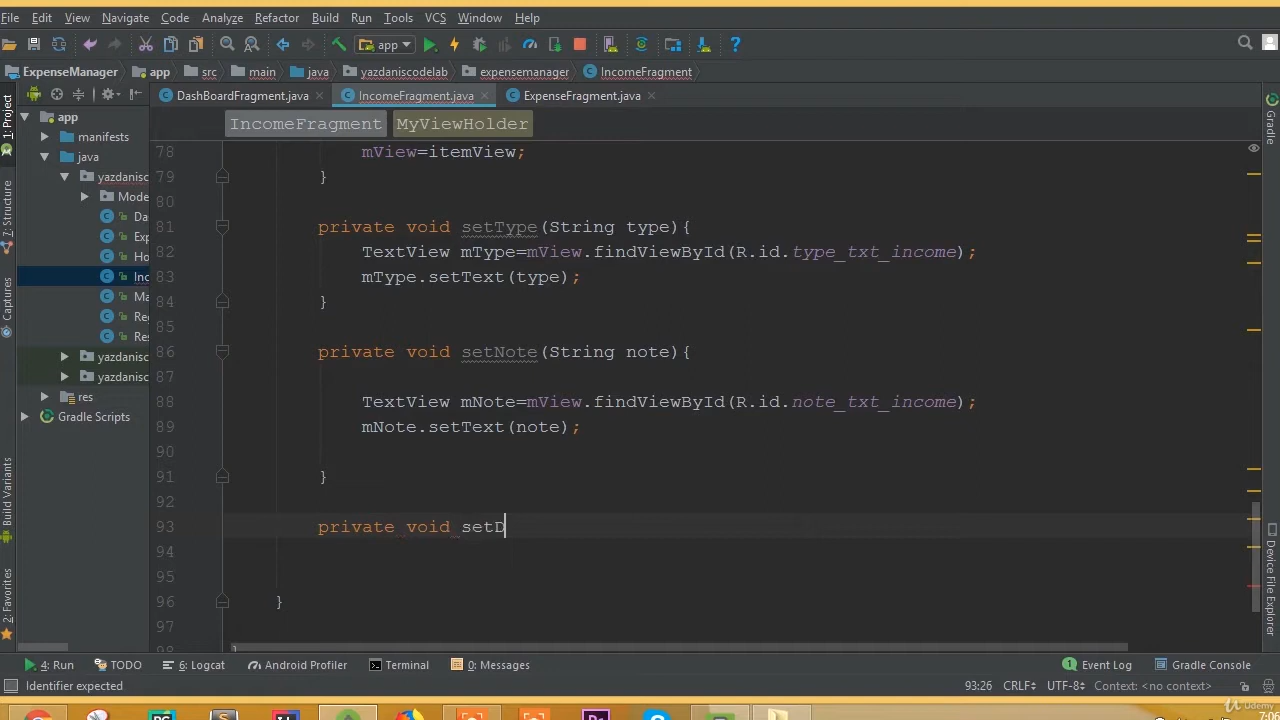 File Edit View Navigate Code Analyze Refactor Build Run Tools VCS Window Help
app
ExpenseManager app src main java yazdaniscodelab expensemanager IncomeFragment
DashBoardFragment.java IncomeFragment.java ExpenseFragment.java
IncomeFragment MyViewHolder
1: Project
7: Structure
Captures
Build Variants
2: Favorites
app
manifests
java
yazdanisc
Mode
Da
Exp
Ho
Inc
Ma
Re
Res
yazdanisc
yazdanisc
res
Gradle Scripts
78 mView=itemView;
79 }
80
81 private void setType(String type){
82 TextView mType=mView.findViewById(R.id.type_txt_income);
83 mType.setText(type);
84 }
85
86 private void setNote(String note){
87
88 TextView mNote=mView.findViewById(R.id.note_txt_income);
89 mNote.setText(note);
90
91 }
92
93 private void setD
94
95
96 }
97
98 }
Gradle
Device File Explorer
4: Run TODO 6: Logcat Android Profiler Terminal 0: Messages 1 Event Log Gradle Console
Identifier expected 93:26 CRLF UTF-8 Context: <no context>
Udemy